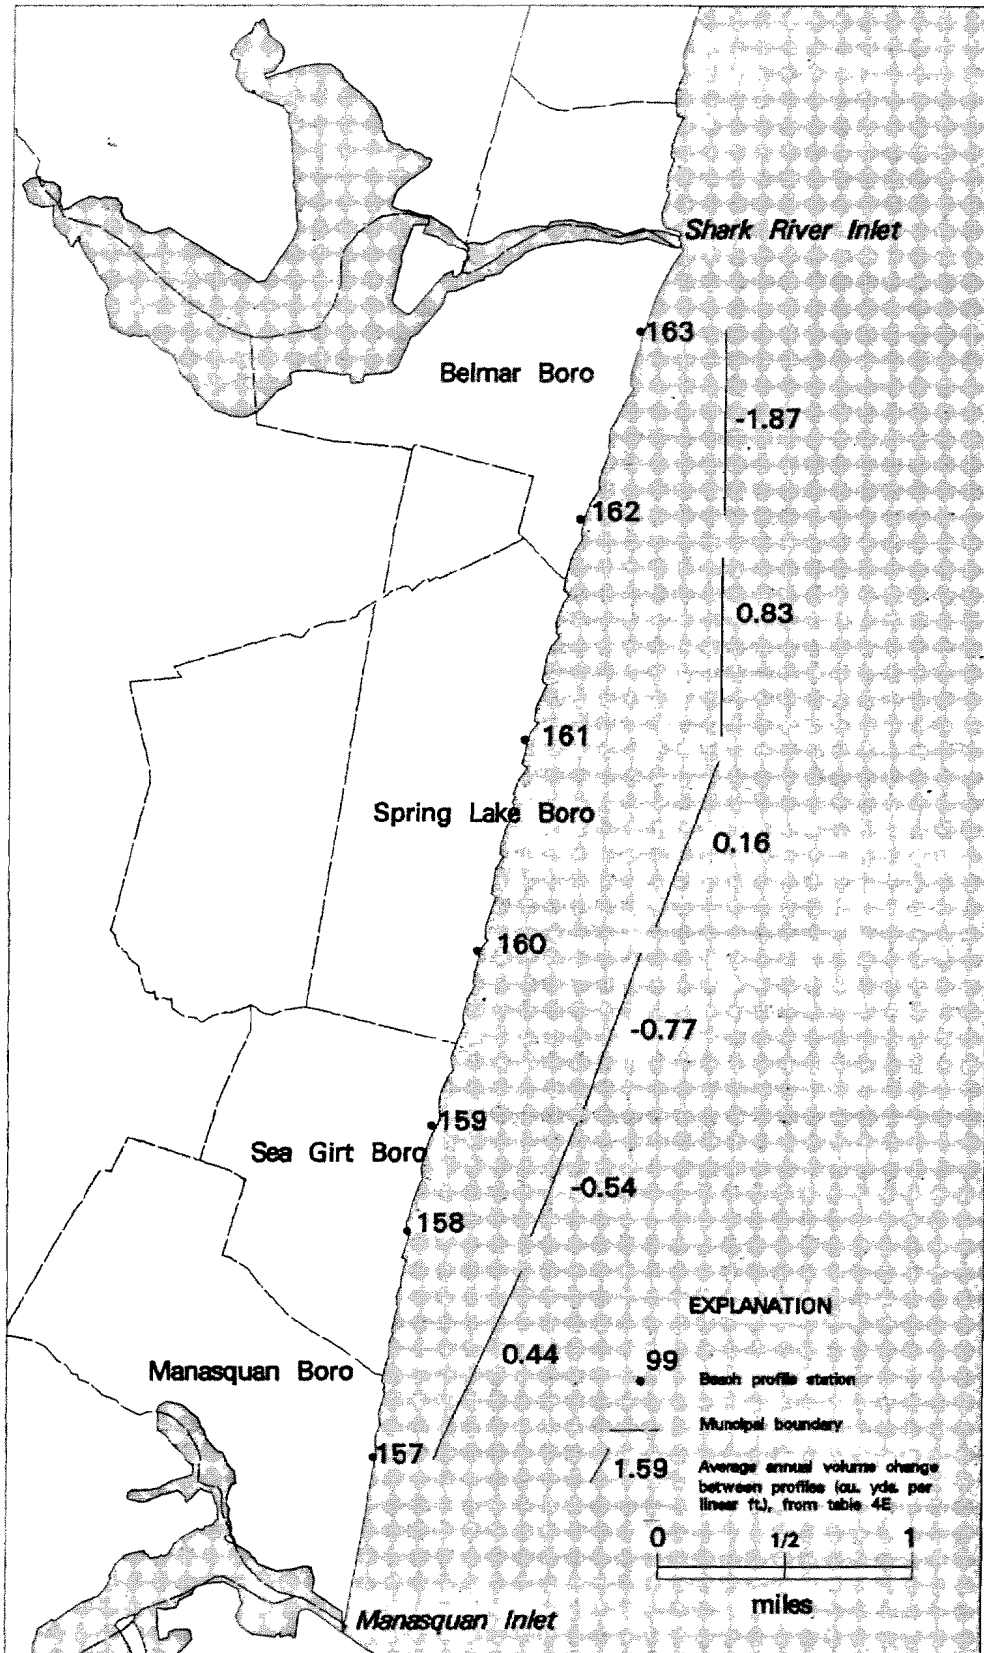 Shark River Inlet
163
Belmar Boro
-1.87
162
0.83
161
Spring Lake Boro
0.16
160
-0.77
159
Sea Girt Boro
-0.54
158
EXPLANATION
0.44
99
Manasquan Boro
Beach profile station
Muncipal boundary
157
1.59
Average annual volume change
between profiles (cu. yds. per
linear ft.), from table 4E
0 1/2 1
miles
Manasquan Inlet